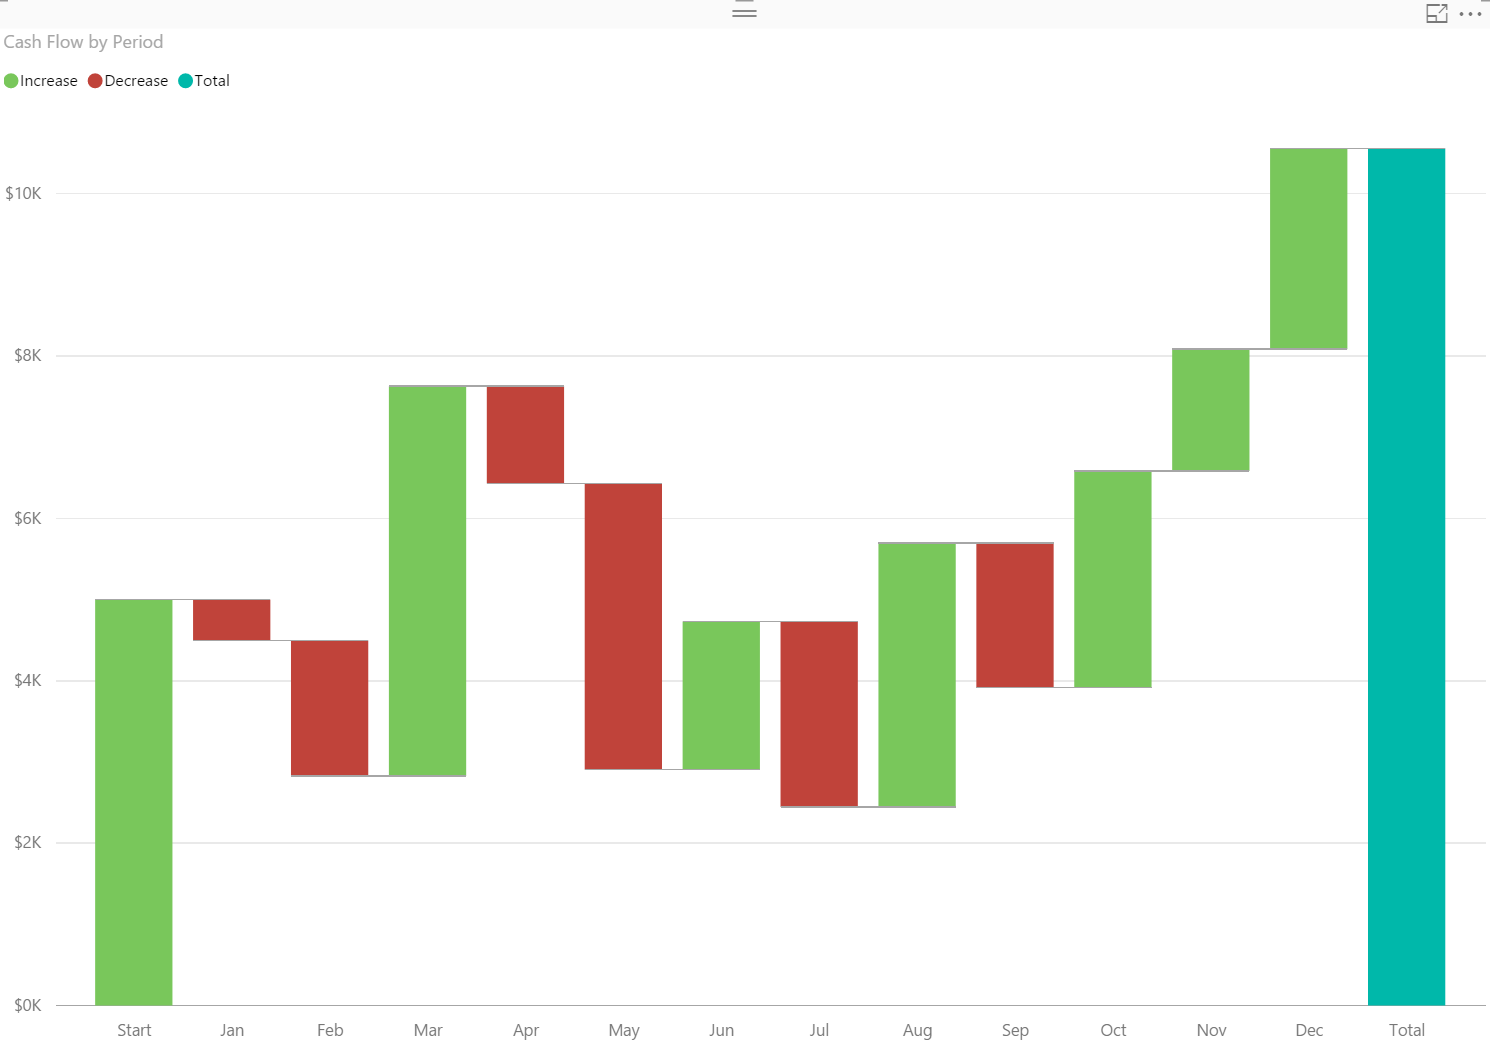 Cash Flow by Period
Increase Decrease Total
$10K
$8K
$6K
$4K
$2K
$0K
Start Jan Feb Mar Apr May Jun Jul Aug Sep Oct Nov Dec Total